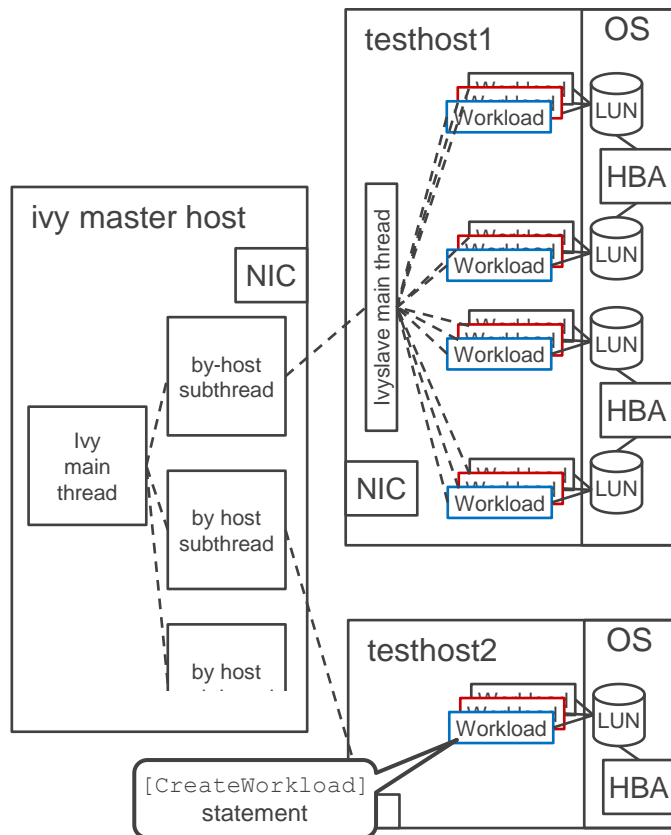 testhost1
OS
Workload
LUN
HBA
ivy master host
NIC
Workload
LUN
by-host
subthread
Ivyslave main thread
Workload
LUN
HBA
Ivy
main
thread
NIC
Workload
LUN
by host
subthread
testhost2
OS
by host
Workload
LUN
[CreateWorkload]
statement
HBA